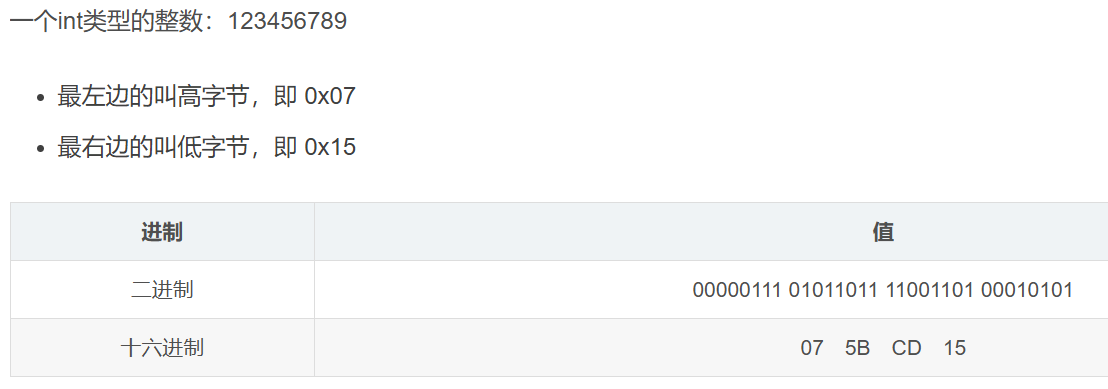 一个int类型的整数：123456789
• 最左边的叫高字节，即 0x07
• 最右边的叫低字节，即 0x15
进制 值
二进制 00000111 01011011 11001101 00010101
十六进制 07 5B CD 15